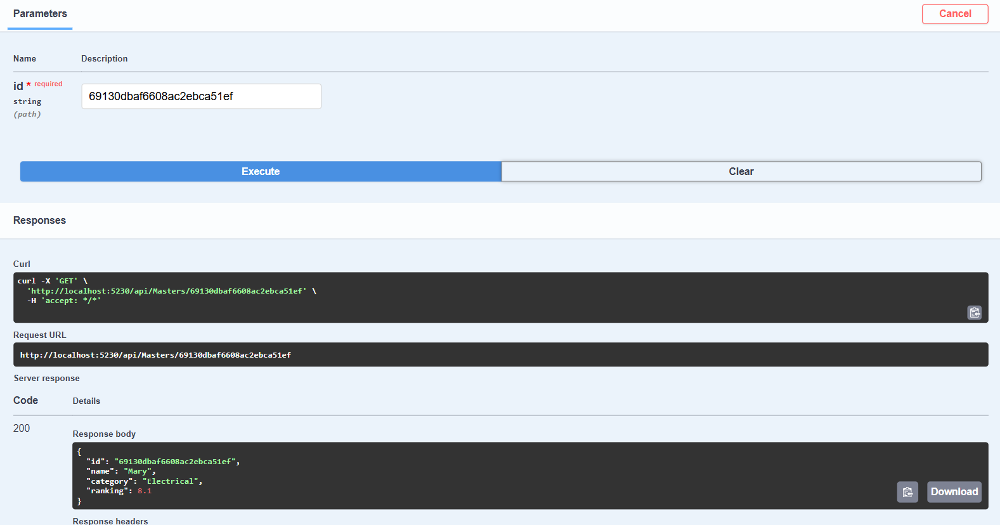 Parameters
Cancel
Name Description
id * required
string
(path)
69130dbaf6608ac2ebca51ef
Execute
Clear
Responses
Curl
curl -X 'GET' \
'http://localhost:5230/api/Masters/69130dbaf6608ac2ebca51ef' \
-H 'accept: */*'
Request URL
http://localhost:5230/api/Masters/69130dbaf6608ac2ebca51ef
Server response
Code Details
200
Response body
{
"id": "69130dbaf6608ac2ebca51ef",
"name": "Mary",
"category": "Electrical",
"ranking": 8.1
}
Download
Response headers